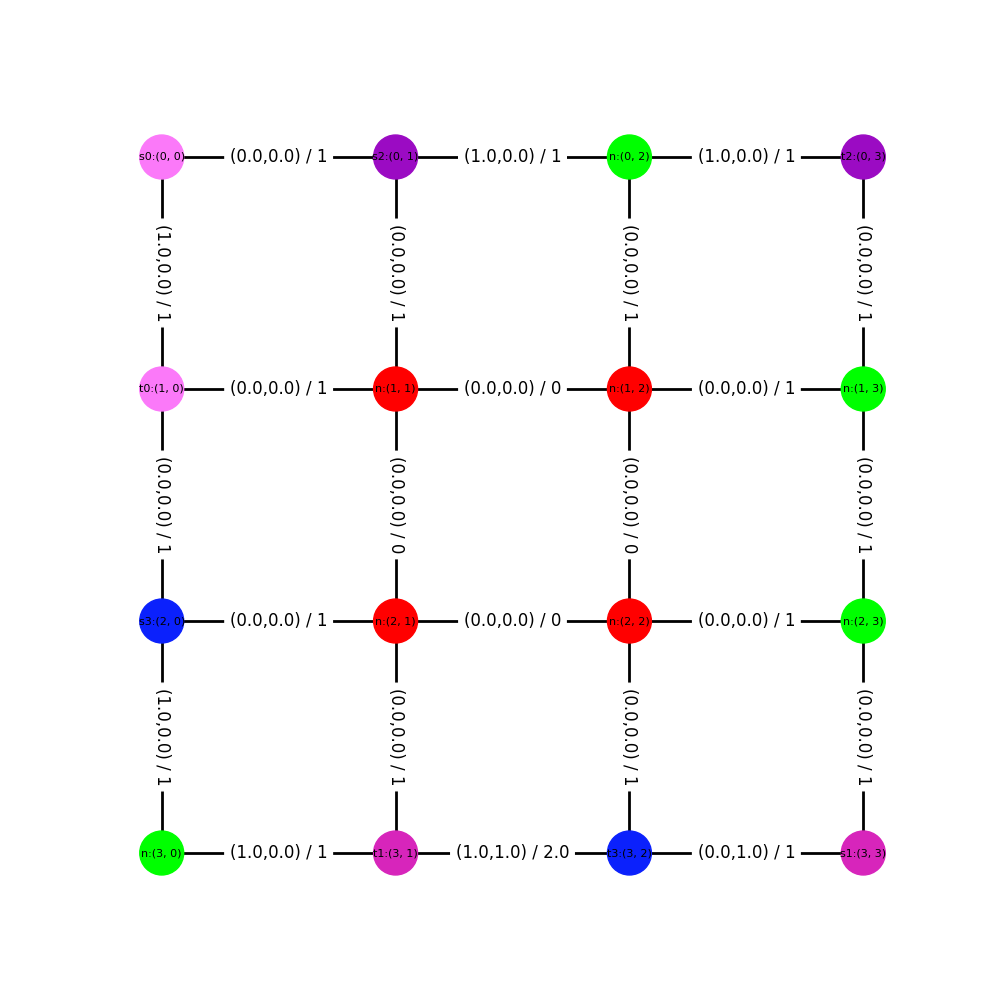 s0:(0, 0) (0.0,0.0) / 1 s2:(0, 1) (1.0,0.0) / 1 n:(0, 2) (1.0,0.0) / 1 t2:(0, 3)
(1.0,0.0) / 1 (0.0,0.0) / 1 (0.0,0.0) / 1 (0.0,0.0) / 1
t0:(1, 0) (0.0,0.0) / 1 n:(1, 1) (0.0,0.0) / 0 n:(1, 2) (0.0,0.0) / 1 n:(1, 3)
(0.0,0.0) / 1 (0.0,0.0) / 0 (0.0,0.0) / 0 (0.0,0.0) / 1
s3:(2, 0) (0.0,0.0) / 1 n:(2, 1) (0.0,0.0) / 0 n:(2, 2) (0.0,0.0) / 1 n:(2, 3)
(1.0,0.0) / 1 (0.0,0.0) / 1 (0.0,0.0) / 1 (0.0,0.0) / 1
n:(3, 0) (1.0,0.0) / 1 t1:(3, 1) (1.0,1.0) / 2.0 t3:(3, 2) (0.0,1.0) / 1 s1:(3, 3)